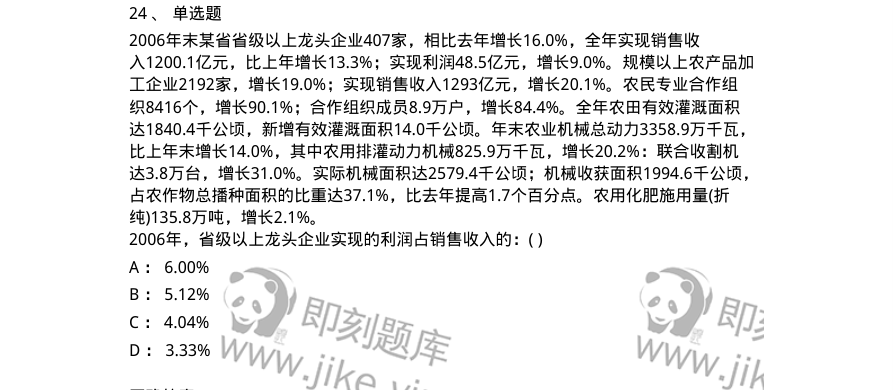 24 、 单选题
2006年末某省省级以上龙头企业407家，相比去年增长16.0%，全年实现销售收
入1200.1亿元，比上年增长13.3%；实现利润48.5亿元，增长9.0%。规模以上农产品加
工企业2192家，增长19.0%；实现销售收入1293亿元，增长20.1%。农民专业合作组
织8416个，增长90.1%；合作组织成员8.9万户，增长84.4%。全年农田有效灌溉面积
达1840.4千公顷，新增有效灌溉面积14.0千公顷。年末农业机械总动力3358.9万千瓦，
比上年末增长14.0%，其中农用排灌动力机械825.9万千瓦，增长20.2%：联合收割机
达3.8万台，增长31.0%。实际机械面积达2579.4千公顷；机械收获面积1994.6千公顷，
占农作物总播种面积的比重达37.1%，比去年提高1.7个百分点。农用化肥施用量(折
纯)135.8万吨，增长2.1%。
2006年，省级以上龙头企业实现的利润占销售收入的：( )
A ： 6.00%
B ： 5.12%
C ： 4.04%
D ： 3.33%
即刻题库
www.jike
即刻
www.jik